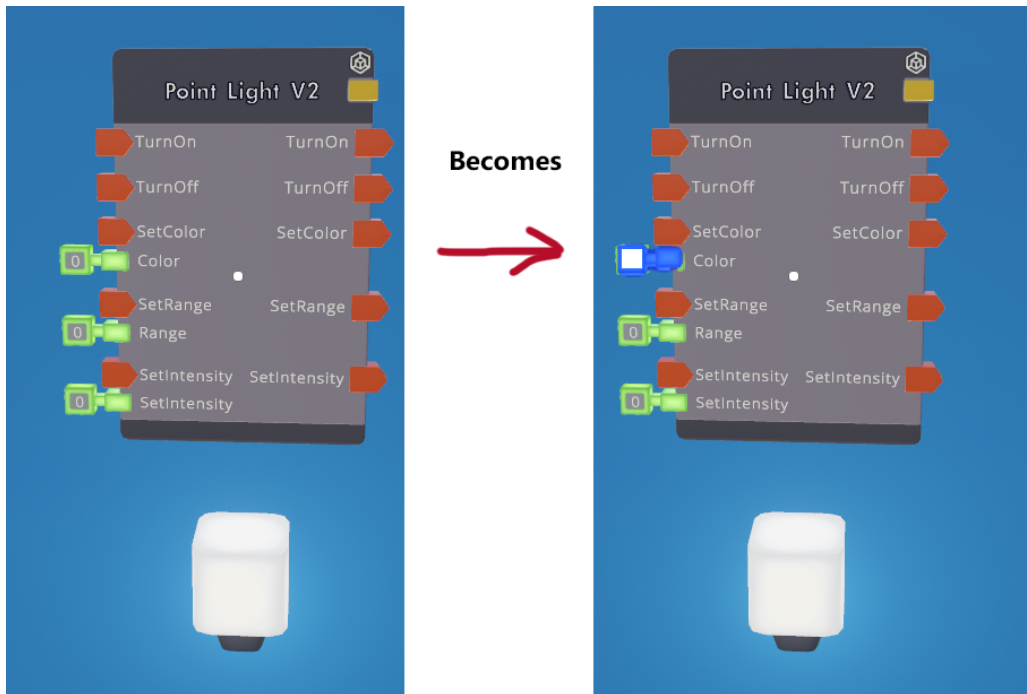 Point Light V2
TurnOn TurnOn
TurnOff TurnOff
SetColor SetColor
0 Color
SetRange SetRange
0 Range
SetIntensity SetIntensity
0 SetIntensity
Becomes
Point Light V2
TurnOn TurnOn
TurnOff TurnOff
SetColor SetColor
Color
SetRange SetRange
0 Range
SetIntensity SetIntensity
0 SetIntensity